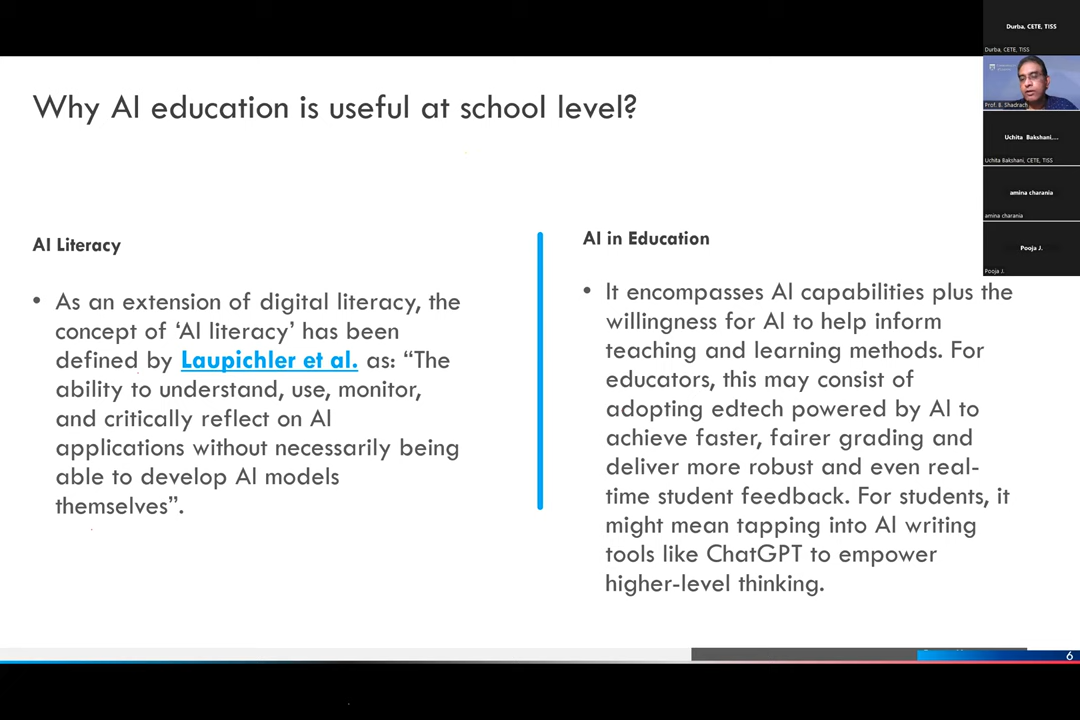 Why AI education is useful at school level?
AI Literacy
• As an extension of digital literacy, the
concept of ‘AI literacy’ has been
defined by Laupichler et al. as: “The
ability to understand, use, monitor,
and critically reflect on AI
applications without necessarily being
able to develop AI models
themselves”.
AI in Education
• It encompasses AI capabilities plus the
willingness for AI to help inform
teaching and learning methods. For
educators, this may consist of
adopting edtech powered by AI to
achieve faster, fairer grading and
deliver more robust and even real-
time student feedback. For students, it
might mean tapping into AI writing
tools like ChatGPT to empower
higher-level thinking.
6
Durba, CETE, TISS
Durba, CETE, TISS
Prof. B. Shadrach
Uchita Bakshani,...
Uchita Bakshani, CETE, TISS
amina charania
amina charania
Pooja J.
Pooja J.